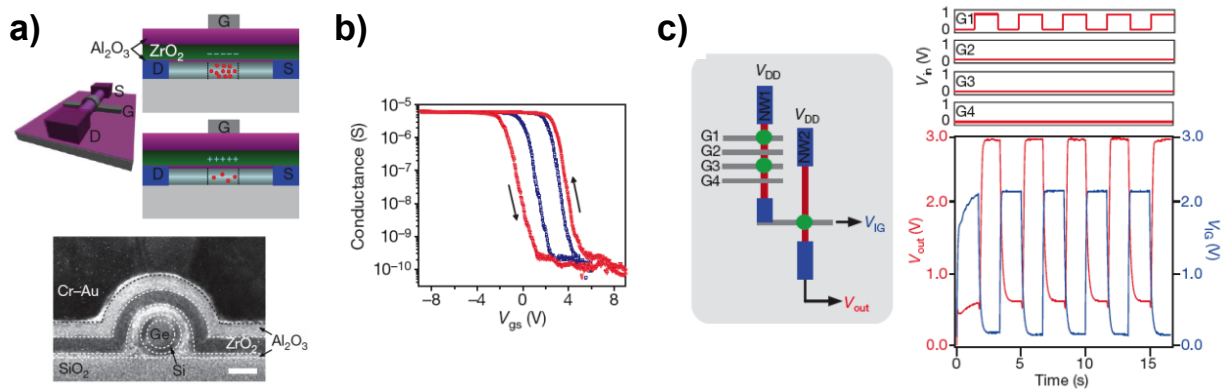 a)
G
Al₂O₃
ZrO₂
– – – – –
D
S
S
G
D
G
+++++
D
S
Cr–Au
Ge
Al₂O₃
ZrO₂
SiO₂
Si
b)
Conductance (S)
10⁻⁵
10⁻⁶
10⁻⁷
10⁻⁸
10⁻⁹
10⁻¹⁰
–8
–4
0
4
8
Vgs (V)
c)
VDD
NW1
VDD
NW2
G1
G2
G3
G4
VIG
Vout
Vin (V)
1
0
G1
1
0
G2
1
0
G3
1
0
G4
Vout (V)
3.0
2.0
1.0
0.0
VIG (V)
3.0
2.0
1.0
0.0
0
5
10
15
Time (s)